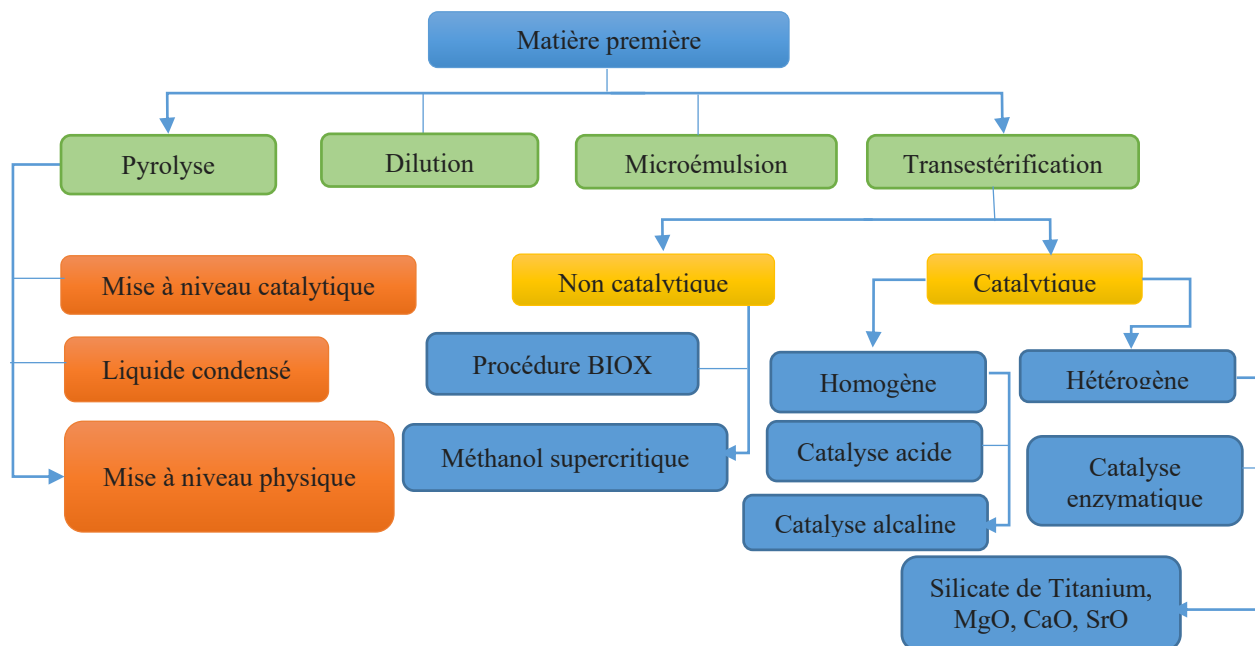 Matière première
Pyrolyse
Dilution
Microémulsion
Transestérification
Mise à niveau catalytique
Non catalytique
Catalytique
Liquide condensé
Procédure BIOX
Homogène
Hétérogène
Mise à niveau physique
Méthanol supercritique
Catalyse acide
Catalyse
enzymatique
Catalyse alcaline
Silicate de Titanium,
MgO, CaO, SrO